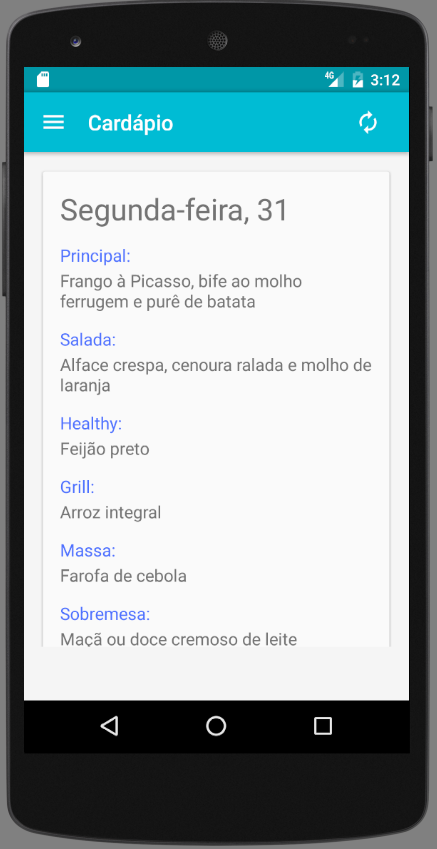 4G 3:12
Cardápio
Segunda-feira, 31
Principal:
Frango à Picasso, bife ao molho
ferrugem e purê de batata
Salada:
Alface crespa, cenoura ralada e molho de
laranja
Healthy:
Feijão preto
Grill:
Arroz integral
Massa:
Farofa de cebola
Sobremesa:
Maçã ou doce cremoso de leite